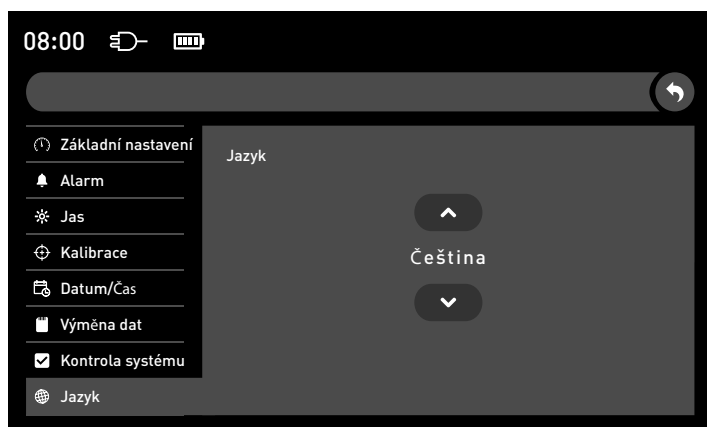 08:00
Základní nastavení
Jazyk
Alarm
Jas
Kalibrace
Čeština
Datum/Čas
Výměna dat
Kontrola systému
Jazyk